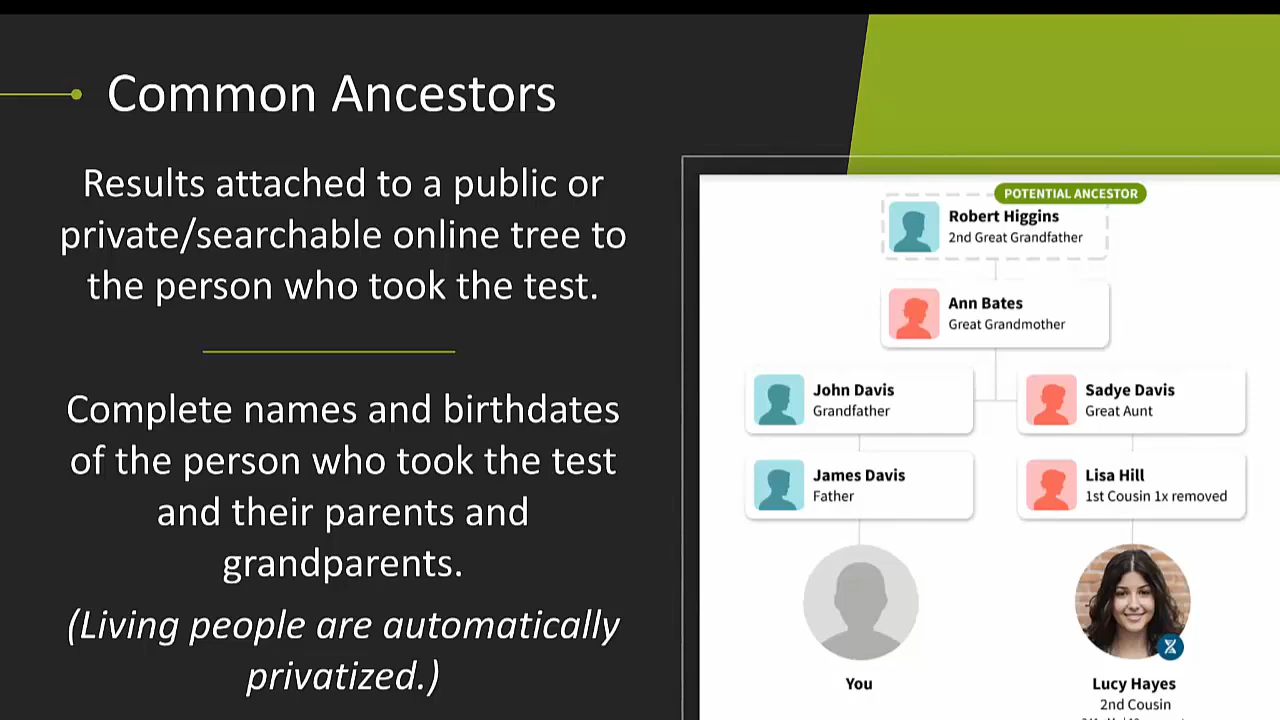 Common Ancestors
Results attached to a public or
private/searchable online tree to
the person who took the test.
Complete names and birthdates
of the person who took the test
and their parents and
grandparents.
(Living people are automatically
privatized.)
POTENTIAL ANCESTOR
Robert Higgins
2nd Great Grandfather
Ann Bates
Great Grandmother
John Davis
Grandfather
Sadye Davis
Great Aunt
James Davis
Father
Lisa Hill
1st Cousin 1x removed
You
Lucy Hayes
2nd Cousin